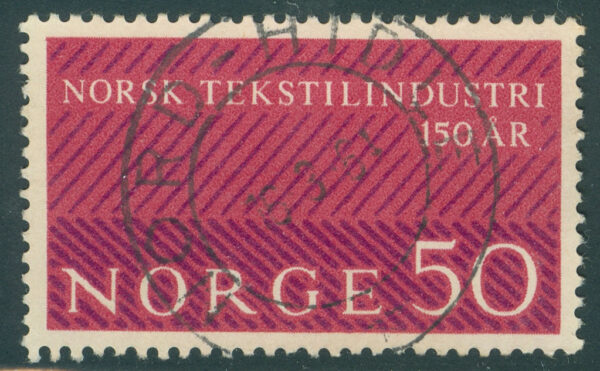 NORSK TEKSTILINDUSTRI
150 ÅR
NORGE 50